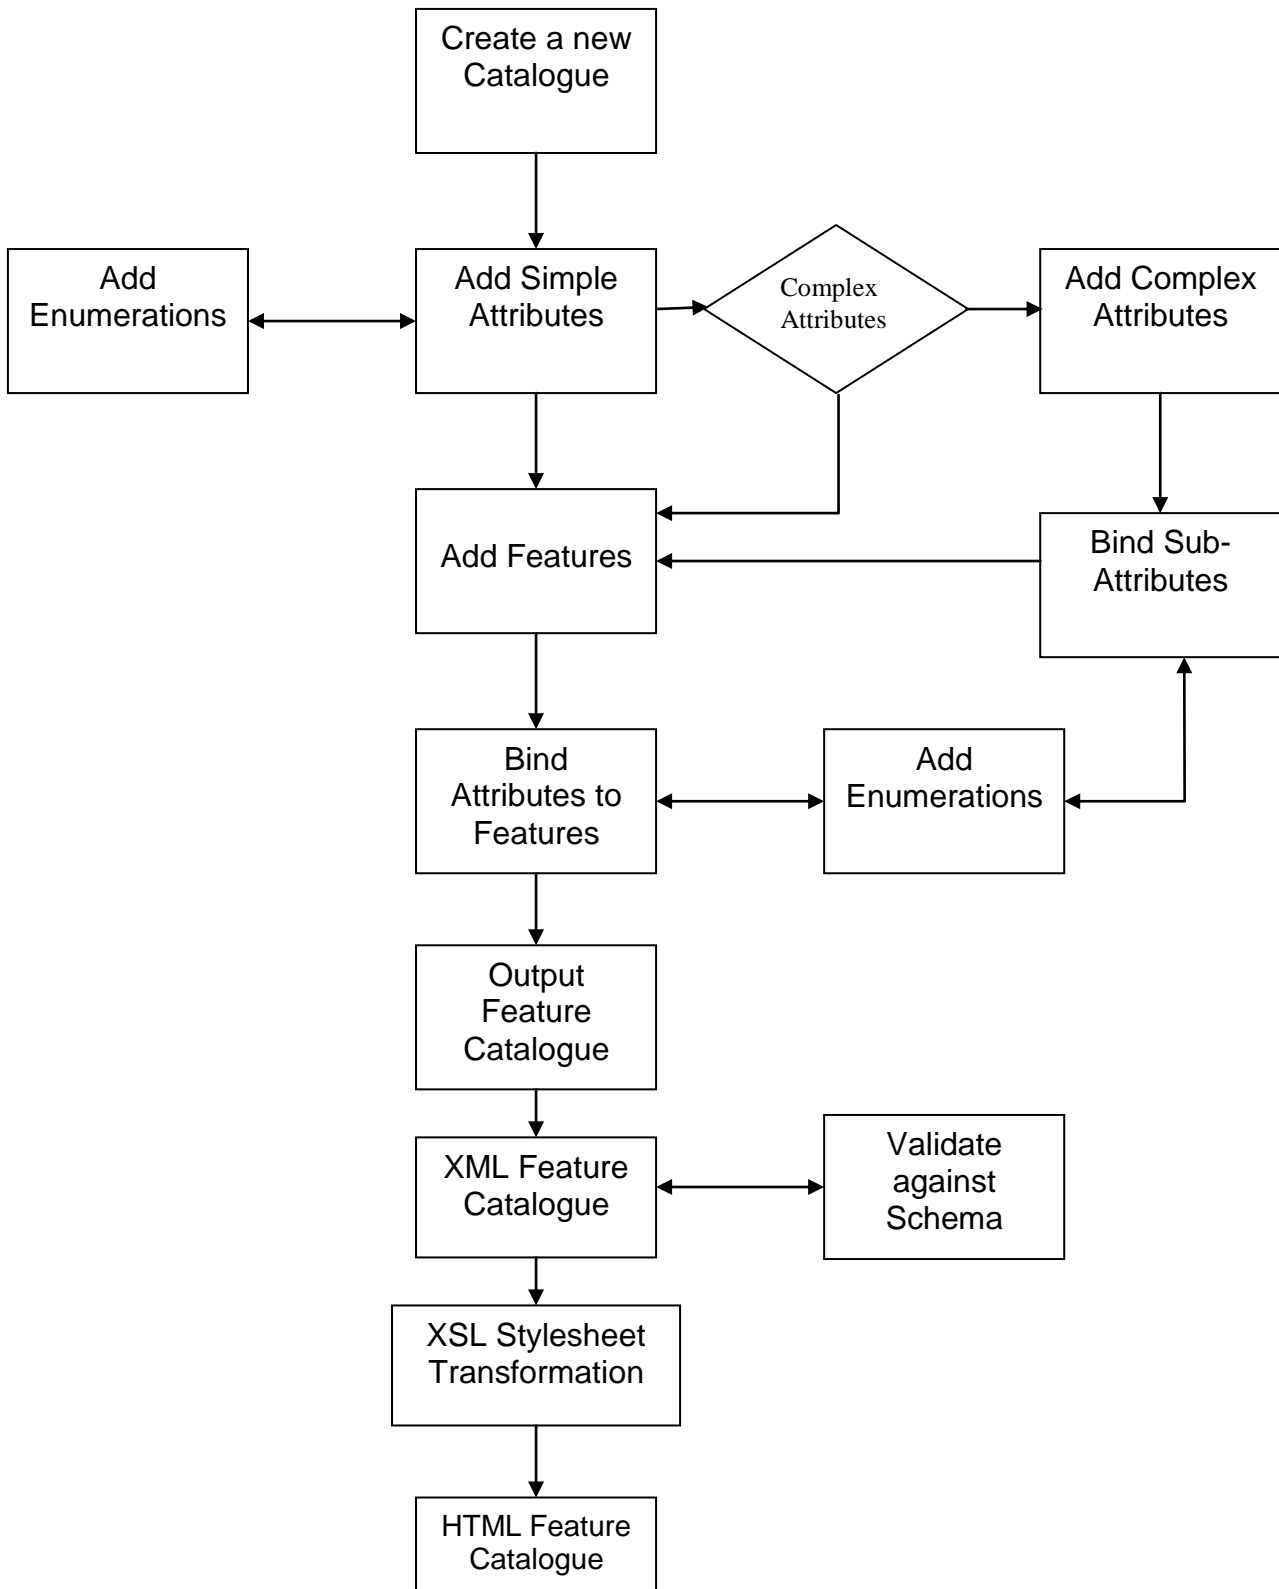 Create a new
Catalogue
Add
Enumerations
Add Simple
Attributes
Complex
Attributes
Add Complex
Attributes
Add Features
Bind Sub-
Attributes
Bind
Attributes to
Features
Add
Enumerations
Output
Feature
Catalogue
XML Feature
Catalogue
Validate
against
Schema
XSL Stylesheet
Transformation
HTML Feature
Catalogue